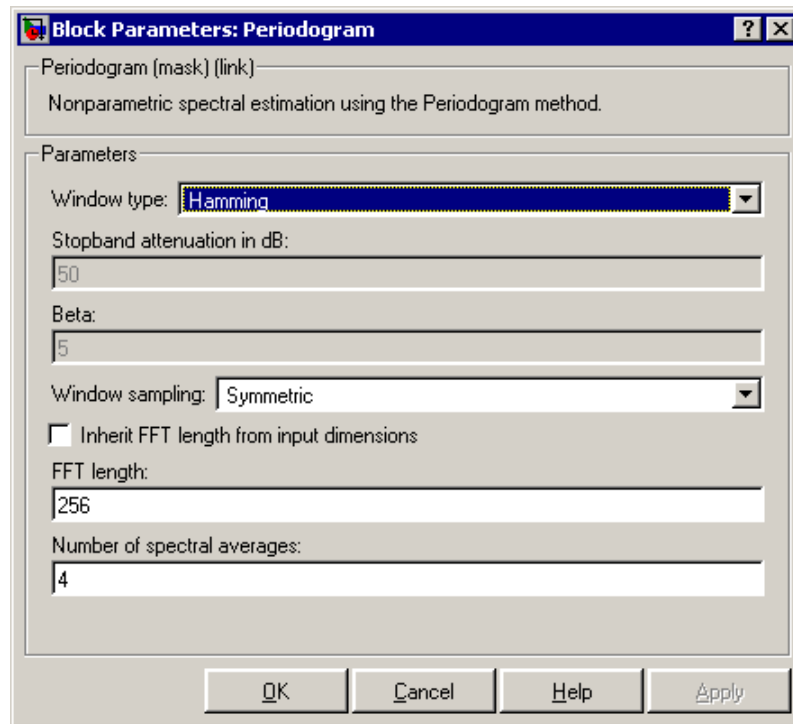 Block Parameters: Periodogram
Periodogram (mask) (link)
Nonparametric spectral estimation using the Periodogram method.
Parameters
Window type: Hamming
Stopband attenuation in dB:
50
Beta:
5
Window sampling: Symmetric
Inherit FFT length from input dimensions
FFT length:
256
Number of spectral averages:
4
OK Cancel Help Apply